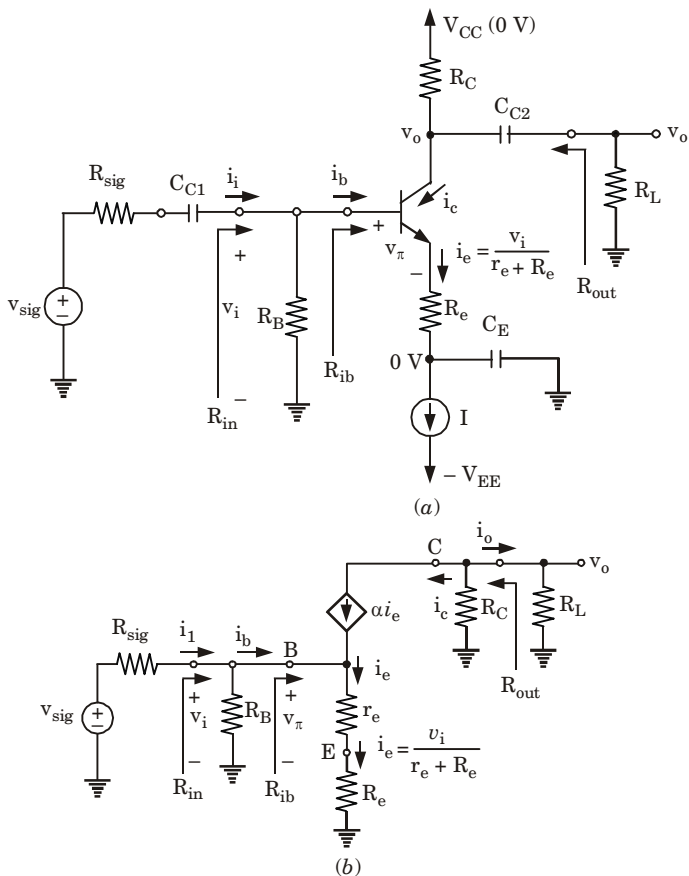 V_CC (0 V)
R_C
C_C2
v_o
v_o
R_sig
C_C1
i_i
i_b
i_c
R_L
+
v_π
−
i_e = v_i / (r_e + R_e)
R_out
v_sig
+
−
+
v_i
−
R_B
R_e
C_E
0 V
R_ib
R_in
I
− V_EE
(a)
C
i_o
v_o
αi_e
i_c
R_C
R_L
R_sig
i_1
i_b
B
i_e
R_out
v_sig
+
−
+
v_i
−
R_B
+
v_π
−
r_e
E
i_e = v_i / (r_e + R_e)
R_in
R_ib
R_e
(b)